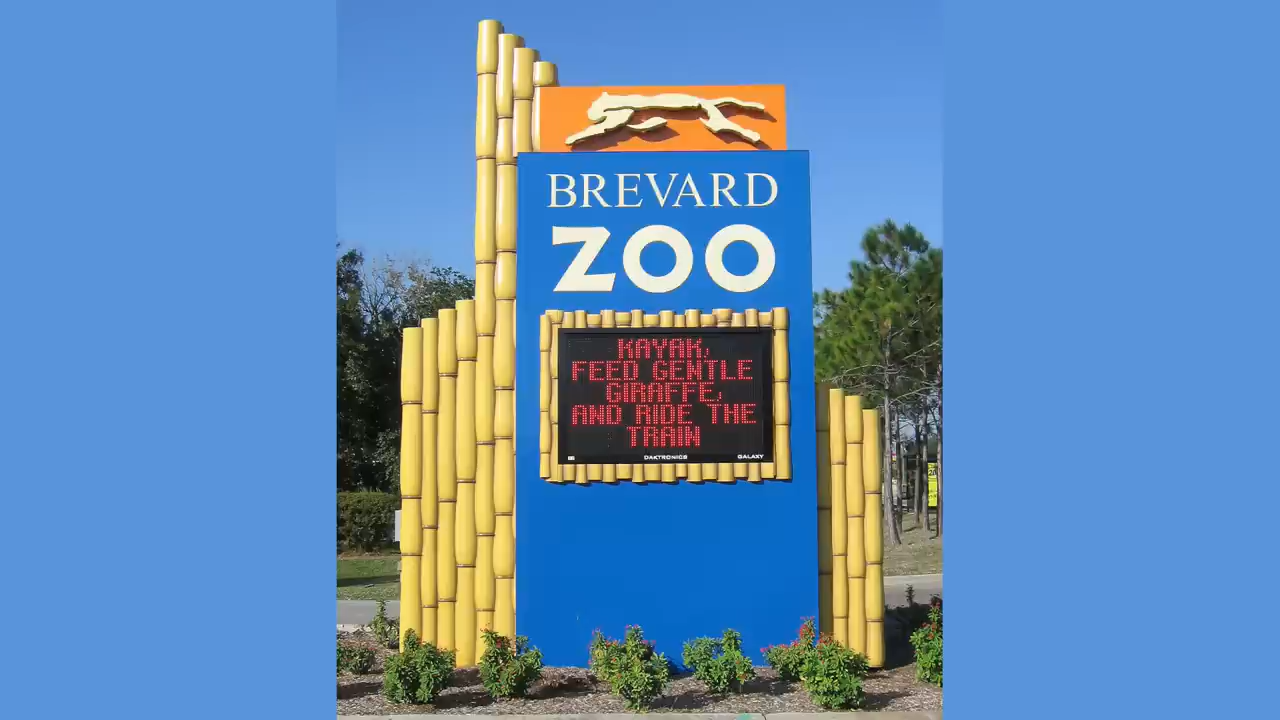 BREVARD
ZOO
KAYAK,
FEED GENTLE
GIRAFFE,
AND RIDE THE
TRAIN
DAKTRONICS GALAXY